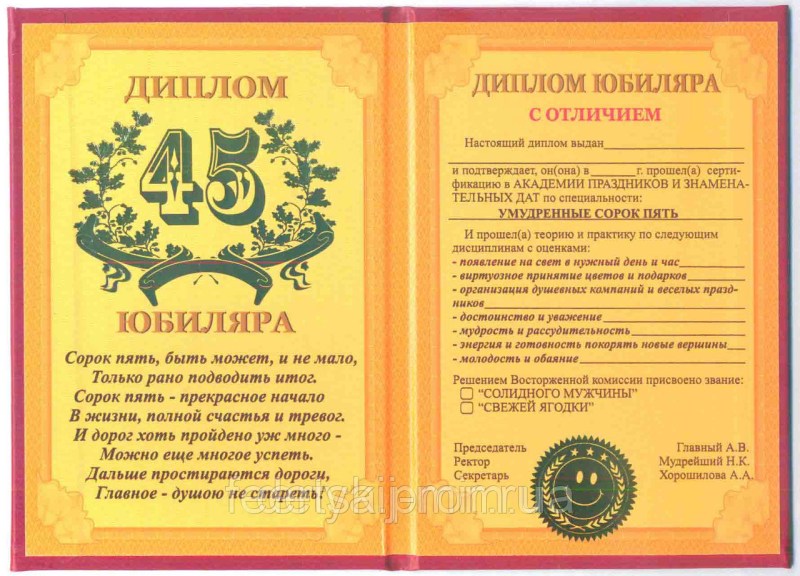 ДИПЛОМ
45
ЮБИЛЯРА
Сорок пять, быть может, и не мало,
Только рано подводить итог.
Сорок пять - прекрасное начало
В жизни, полной счастья и тревог.
И дорог хоть пройдено уж много -
Можно еще многое успеть.
Дальше простираются дороги,
Главное - душою не стареть!
ДИПЛОМ ЮБИЛЯРА
С ОТЛИЧИЕМ
Настоящий диплом выдан
и подтверждает, он(она) в______ г. прошел(а) серти-
фикацию в АКАДЕМИИ ПРАЗДНИКОВ И ЗНАМЕНА-
ТЕЛЬНЫХ ДАТ по специальности:
УМУДРЕННЫЕ СОРОК ПЯТЬ
И прошел(а) теорию и практику по следующим
дисциплинам с оценками:
- появление на свет в нужный день и час
- виртуозное принятие цветов и подарков
- организация душевных компаний и веселых празд-
ников
- достоинство и уважение
- мудрость и рассудительность
- энергия и готовность покорять новые вершины
- молодость и обаяние
Решением Восторженной комиссии присвоено звание:
“СОЛИДНОГО МУЖЧИНЫ”
“СВЕЖЕЙ ЯГОДКИ”
Председатель Главный А.В.
Ректор Мудрейший Н.К.
Секретарь Хорошилова А.А.
fedetskijprom.ua